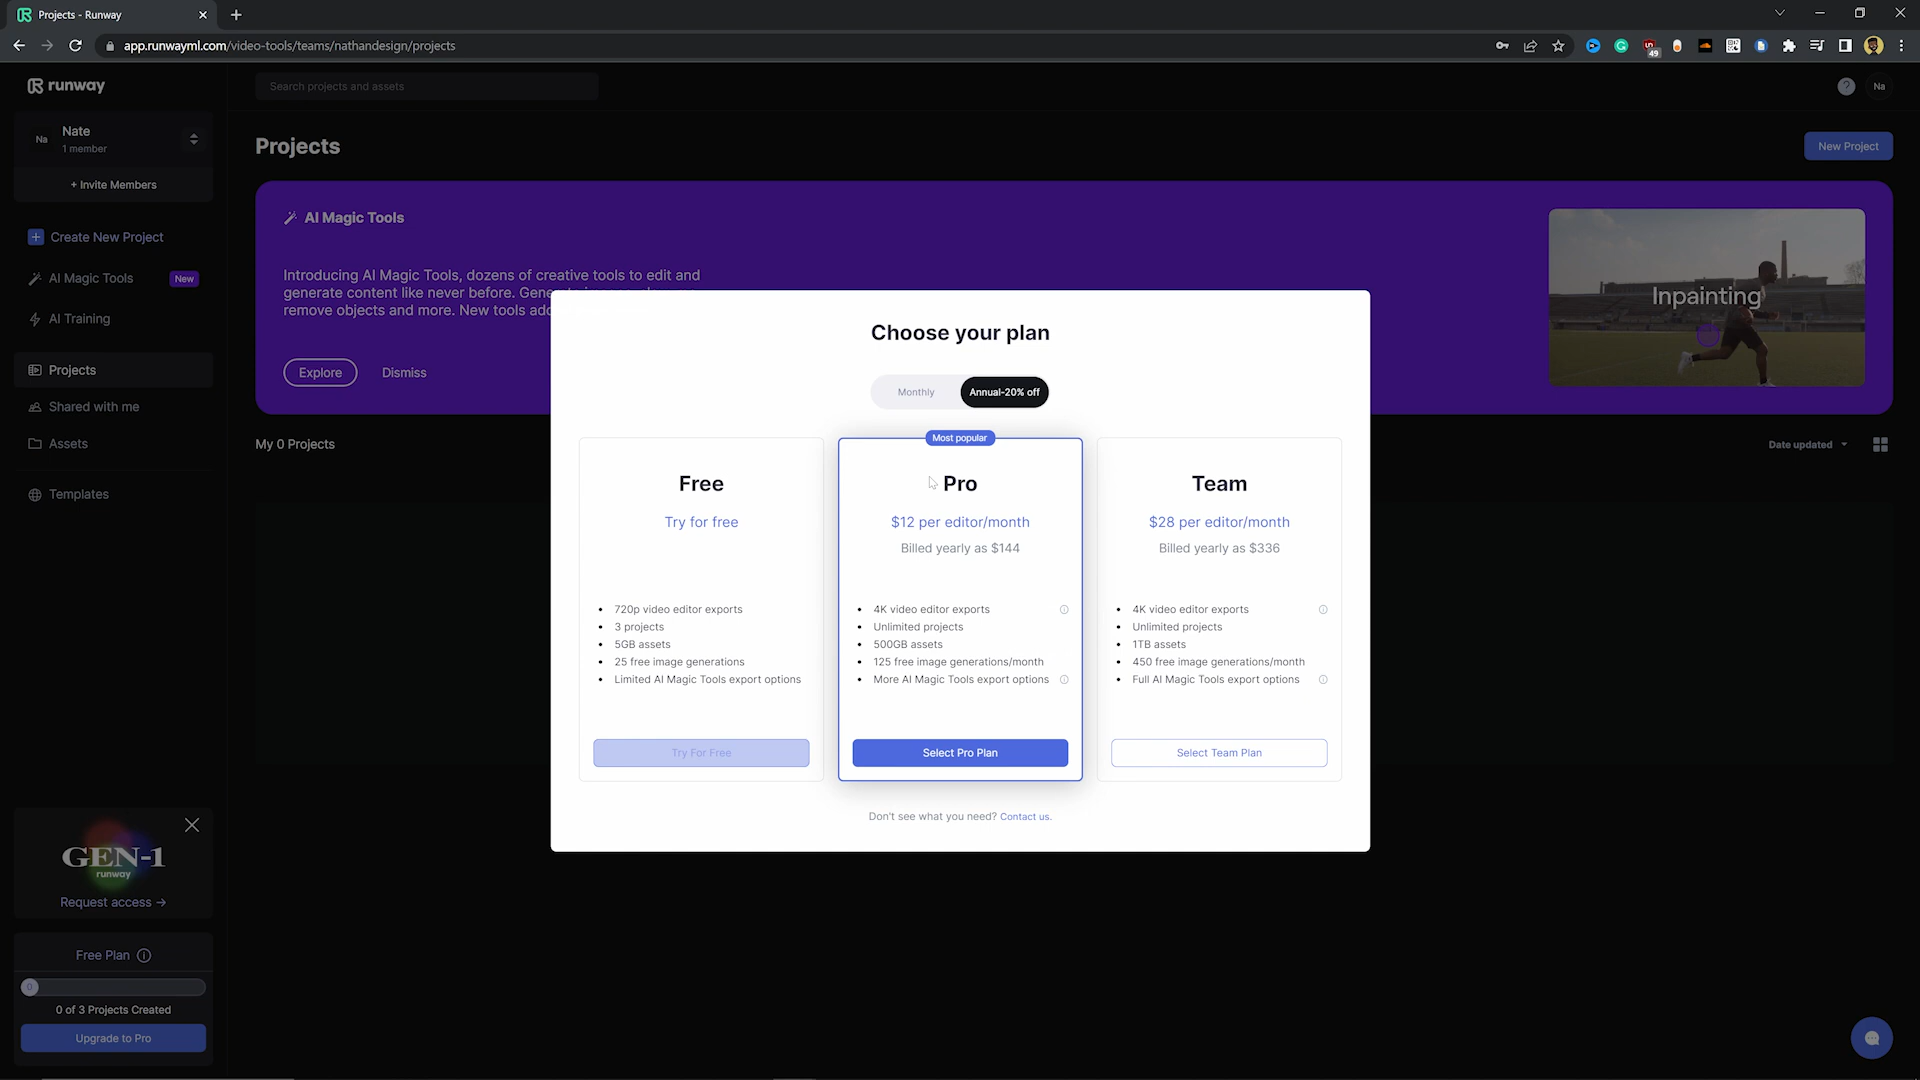 Projects - Runway
app.runwayml.com/video-tools/teams/nathandesign/projects
49
runway
Search projects and assets
?
Na
Na
Nate
1 member
+ Invite Members
Create New Project
AI Magic Tools
New
AI Training
Projects
Shared with me
Assets
Templates
GEN-1
runway
Request access →
Free Plan
0
0 of 3 Projects Created
Upgrade to Pro
Projects
New Project
AI Magic Tools
Introducing AI Magic Tools, dozens of creative tools to edit and
generate content like never before.
remove objects and more. New tools
Explore
Dismiss
Inpainting
My 0 Projects
Date updated
Choose your plan
Monthly
Annual-20% off
Free
Try for free
• 720p video editor exports
• 3 projects
• 5GB assets
• 25 free image generations
• Limited AI Magic Tools export options
Try For Free
Most popular
Pro
$12 per editor/month
Billed yearly as $144
• 4K video editor exports
• Unlimited projects
• 500GB assets
• 125 free image generations/month
• More AI Magic Tools export options
Select Pro Plan
Team
$28 per editor/month
Billed yearly as $336
• 4K video editor exports
• Unlimited projects
• 1TB assets
• 450 free image generations/month
• Full AI Magic Tools export options
Select Team Plan
Don't see what you need? Contact us.